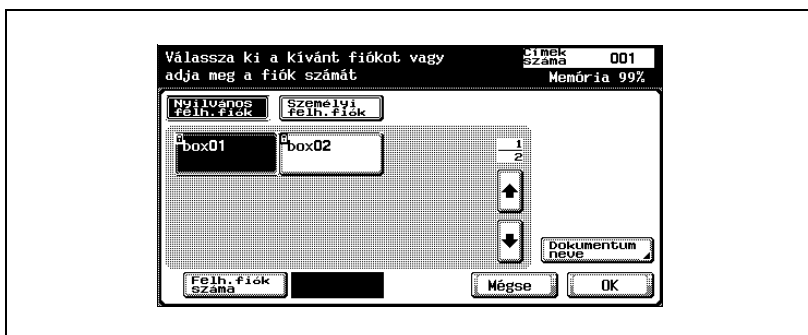 Válassza ki a kívánt fiókot vagy
adja meg a fiók számát
Címek
száma
001
Memória 99%
Nyilvános
felh.fiók
Személyi
felh.fiók
box01
box02
1
2
Dokumentum
neve
Felh.fiók
száma
Mégse
OK